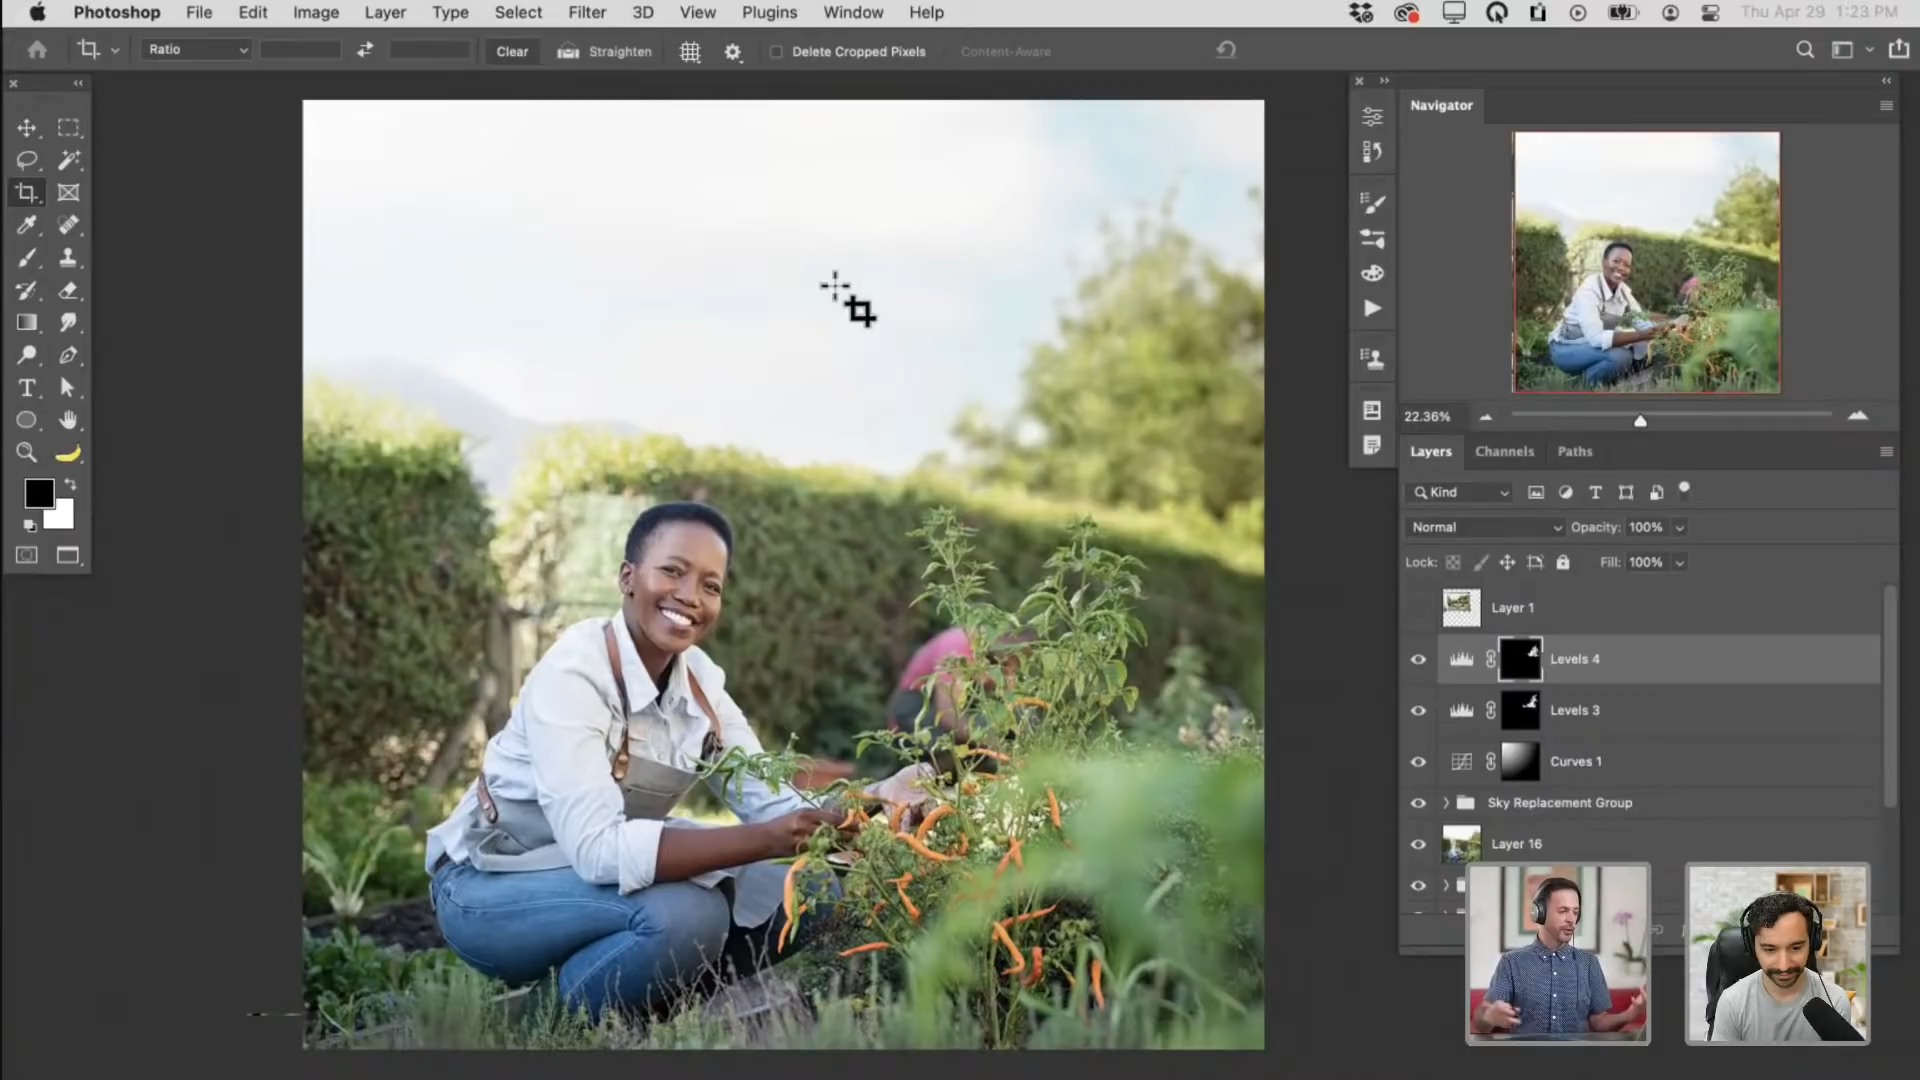 Photoshop File Edit Image Layer Type Select Filter 3D View Plugins Window Help Thu Apr 29 1:23 PM
Ratio Clear Straighten Delete Cropped Pixels Content-Aware
Navigator
22.36%
Layers Channels Paths
Kind
Normal Opacity: 100%
Lock: Fill: 100%
Layer 1
Levels 4
Levels 3
Curves 1
Sky Replacement Group
Layer 16